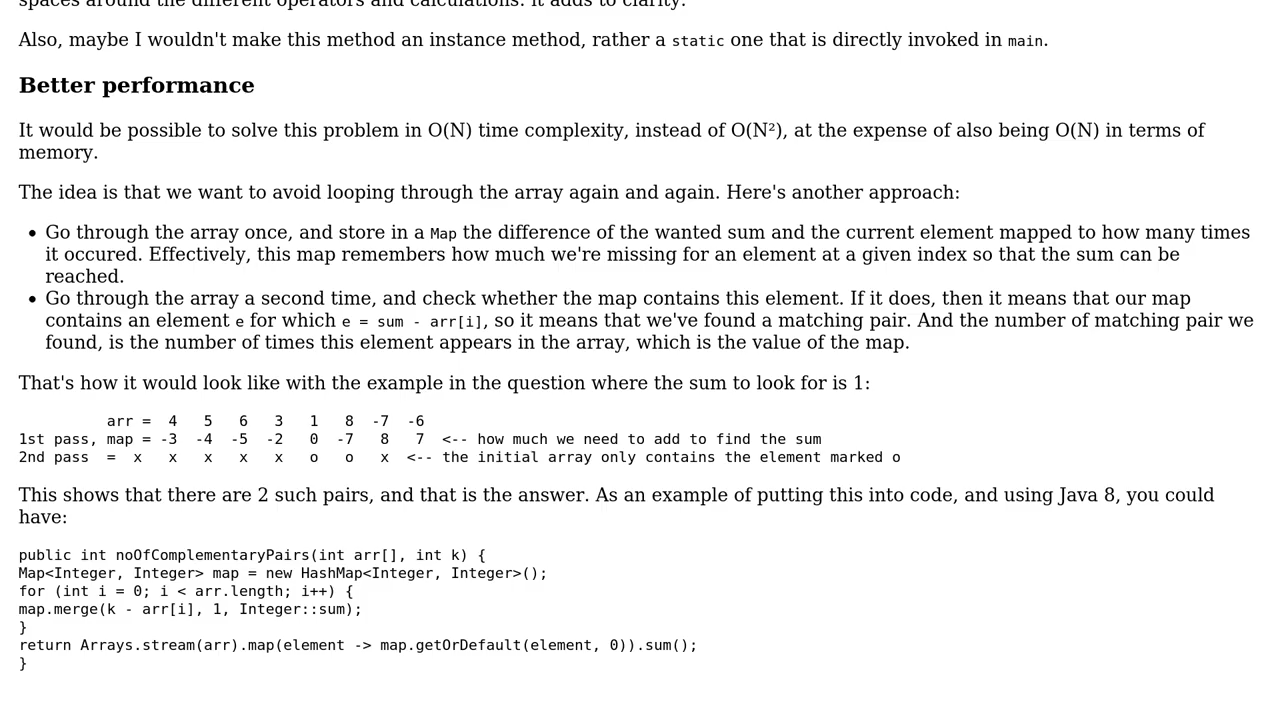 spaces around the different operators and calculations: it adds to clarity.
Also, maybe I wouldn't make this method an instance method, rather a static one that is directly invoked in main.
Better performance
It would be possible to solve this problem in O(N) time complexity, instead of O(N²), at the expense of also being O(N) in terms of
memory.
The idea is that we want to avoid looping through the array again and again. Here's another approach:
• Go through the array once, and store in a Map the difference of the wanted sum and the current element mapped to how many times
it occured. Effectively, this map remembers how much we're missing for an element at a given index so that the sum can be
reached.
• Go through the array a second time, and check whether the map contains this element. If it does, then it means that our map
contains an element e for which e = sum - arr[i], so it means that we've found a matching pair. And the number of matching pair we
found, is the number of times this element appears in the array, which is the value of the map.
That's how it would look like with the example in the question where the sum to look for is 1:
          arr =  4   5   6   3   1   8  -7  -6
1st pass, map = -3  -4  -5  -2   0  -7   8   7  <-- how much we need to add to find the sum
2nd pass  =  x   x   x   x   x   o   o   x  <-- the initial array only contains the element marked o
This shows that there are 2 such pairs, and that is the answer. As an example of putting this into code, and using Java 8, you could
have:
public int noOfComplementaryPairs(int arr[], int k) {
Map<Integer, Integer> map = new HashMap<Integer, Integer>();
for (int i = 0; i < arr.length; i++) {
map.merge(k - arr[i], 1, Integer::sum);
}
return Arrays.stream(arr).map(element -> map.getOrDefault(element, 0)).sum();
}